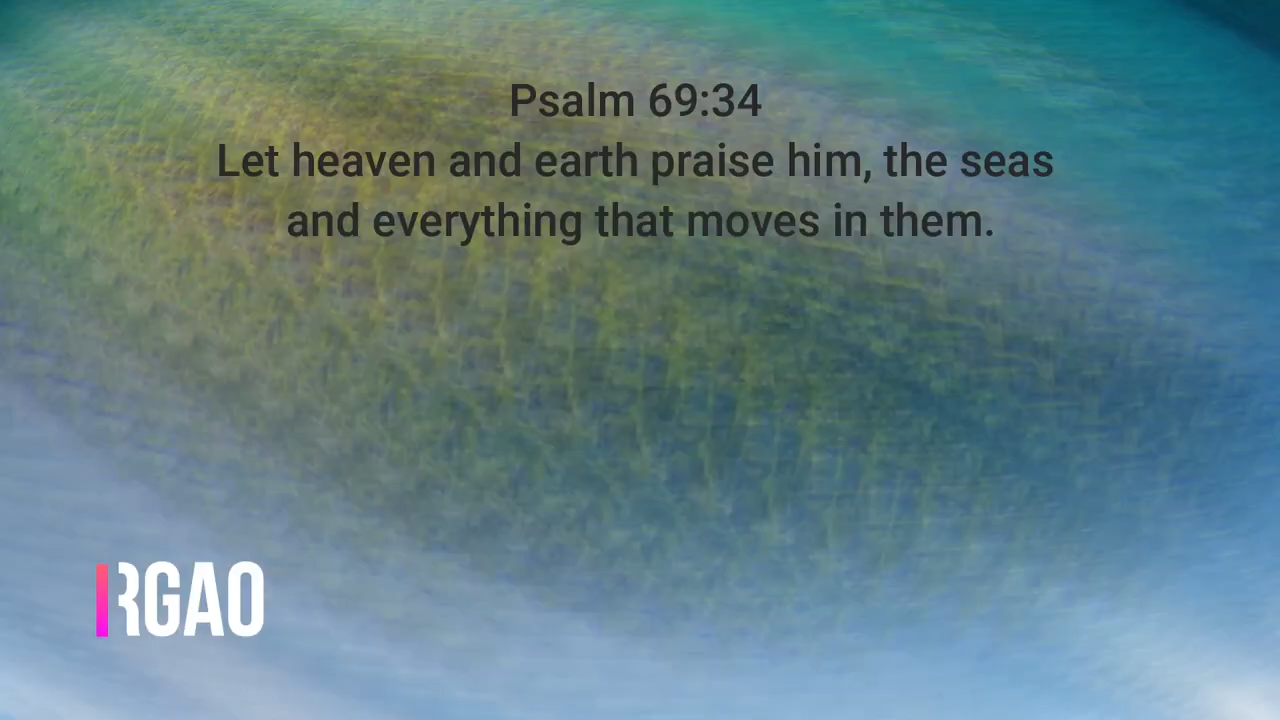 Psalm 69:34
Let heaven and earth praise him, the seas
and everything that moves in them.
RGAO